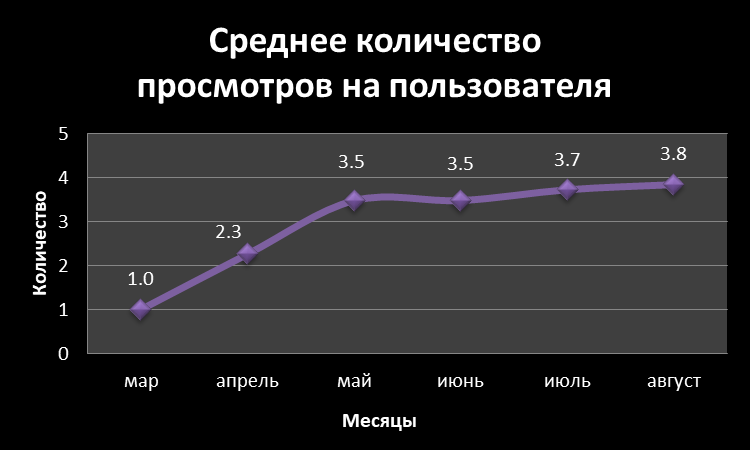 Среднее количество
просмотров на пользователя
Количество
5
4
3
2
1
0
1.0
2.3
3.5
3.5
3.7
3.8
мар
апрель
май
июнь
июль
август
Месяцы